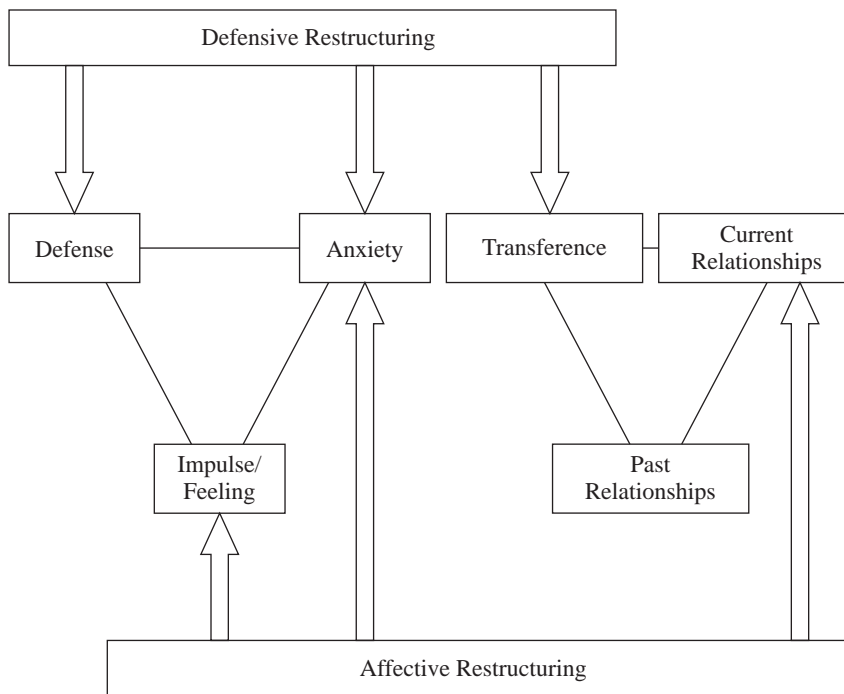 Defensive Restructuring
Defense
Anxiety
Transference
Current
Relationships
Impulse/
Feeling
Past
Relationships
Affective Restructuring